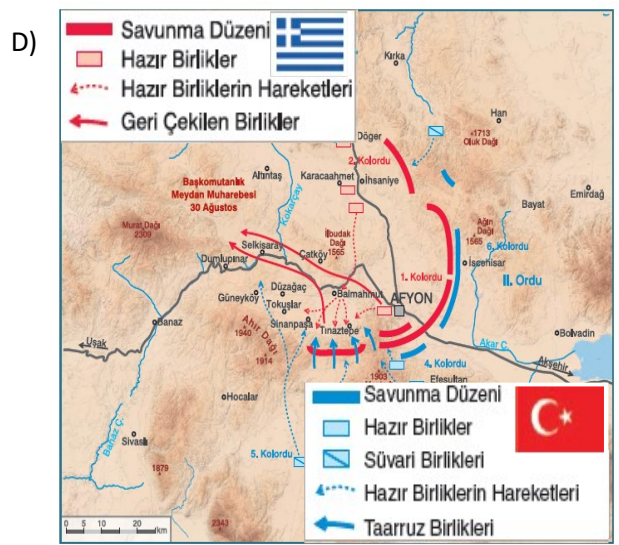 D)
Savunma Düzeni
Hazır Birlikler
Hazır Birliklerin Hareketleri
Geri Çekilen Birlikler
Kırka
Han
1713
Oluk Dağı
Döger
2. Kolordu
Altıntaş
Karacaahmet
İhsaniye
Başkomutanlık
Meydan Muharebesi
30 Ağustos
Kokarçay
Emirdağ
Bayat
Murat Dağı
2309
İlbudak
Dağı
1565
Ağın
Dağı
1565
6. Kolordu
Selkisaray
Çatköy
Dumlupınar
1. Kolordu
İscehisar
II. Ordu
Düzağaç
Güneyköy
Tokuşlar
Balmahmut
AFYON
Sinanpaşa
Tınaztepe
Banaz
Ahır Dağı
1940
1914
Uşak
Akar Ç.
Bolvadin
Akşehir
4. Kolordu
1903
Efesultan
Hocalar
Banaz Ç.
Sivaslı
5. Kolordu
1879
2343
0 5 10 20 km
Savunma Düzeni
Hazır Birlikler
Süvari Birlikleri
Hazır Birliklerin Hareketleri
Taarruz Birlikleri